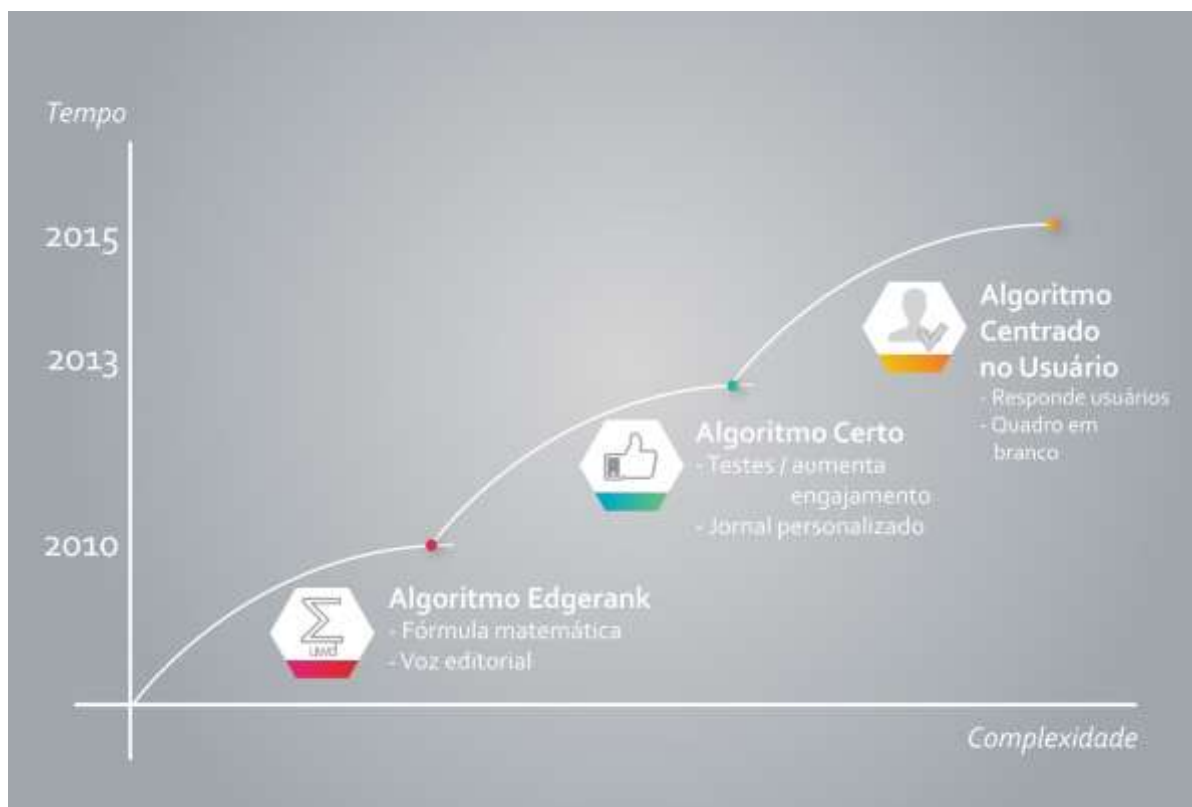 Tempo
2015
Algoritmo
Centrado
no Usuário
- Responde usuários
- Quadro em
branco
2013
Algoritmo Certo
- Testes / aumenta
engajamento
- Jornal personalizado
2010
Algoritmo Edgerank
- Fórmula matemática
- Voz editorial
Σ
uwd
Complexidade